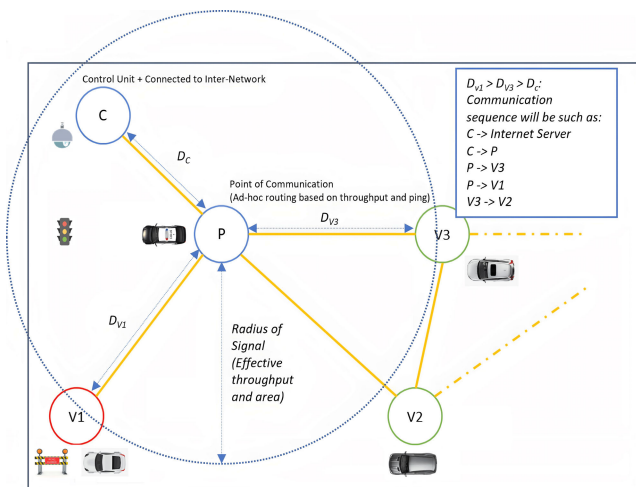 Control Unit + Connected to Inter-Network
C
D_C
Point of Communication
(Ad-hoc routing based on throughput and ping)
P
D_V3
V3
D_V1
Radius of
Signal
(Effective
throughput
and area)
V1
V2
D_v1 > D_V3 > D_c:
Communication
sequence will be such as:
C -> Internet Server
C -> P
P -> V3
P -> V1
V3 -> V2